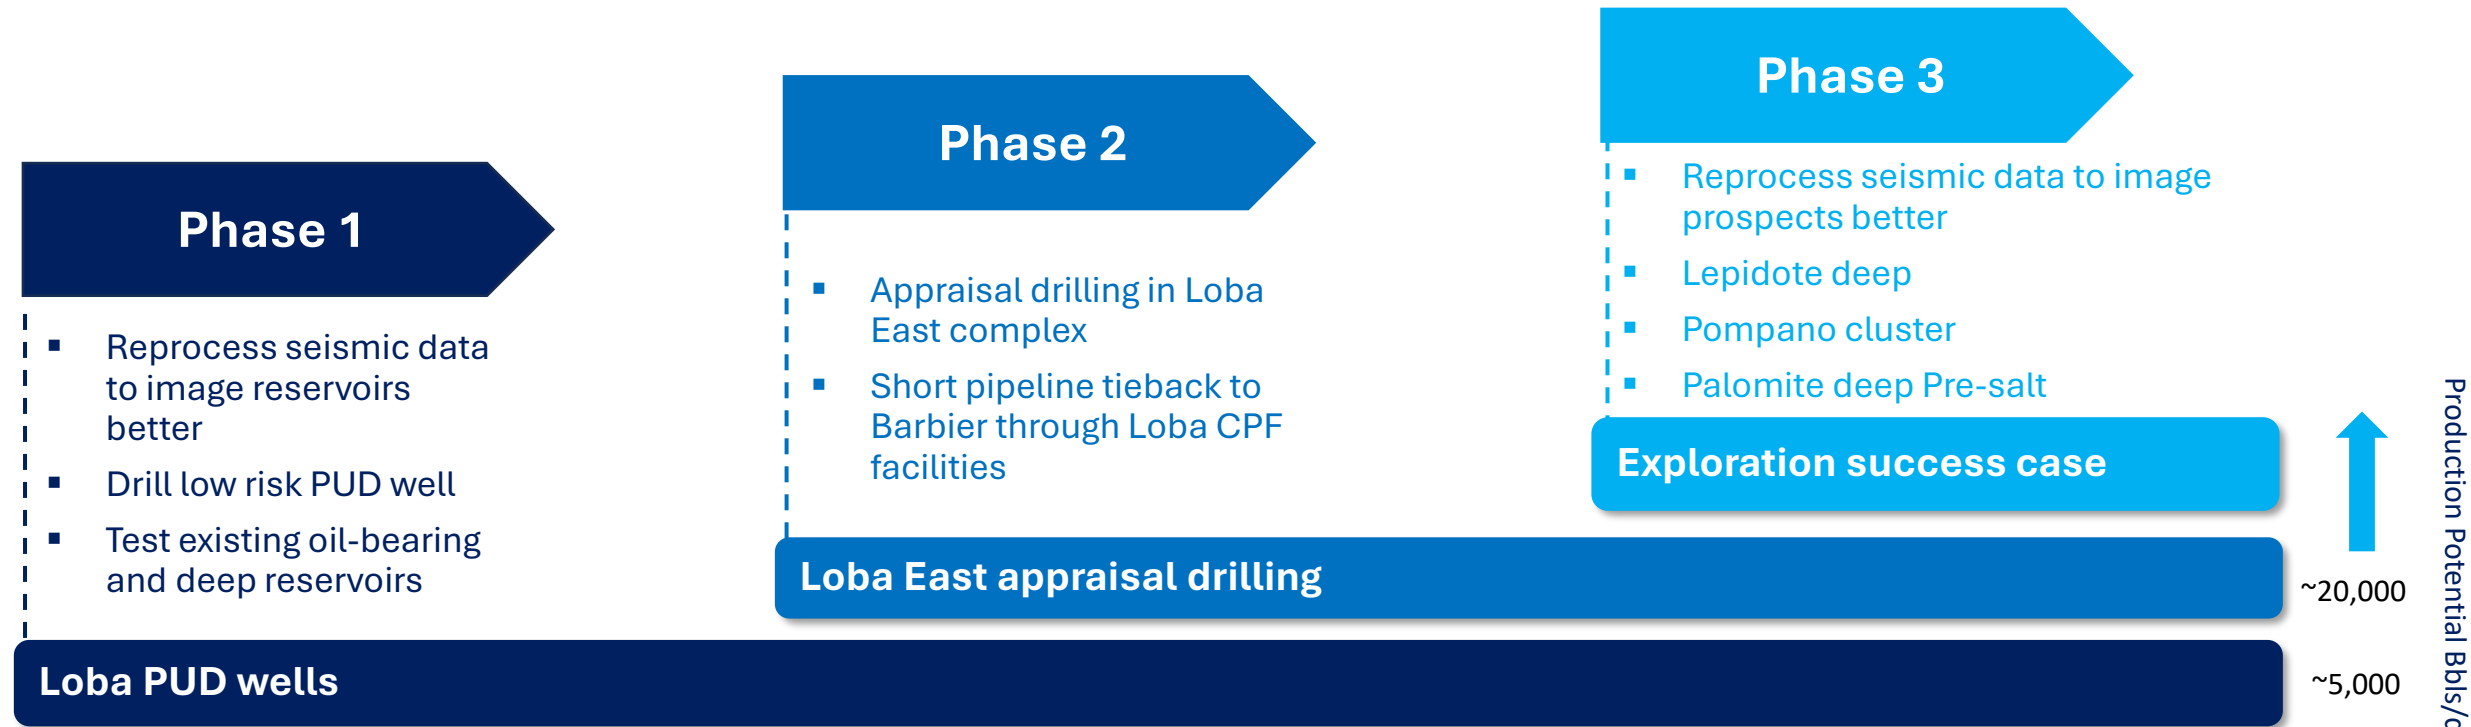 Phase 1
Reprocess seismic data
to image reservoirs
better
Drill low risk PUD well
Test existing oil-bearing
and deep reservoirs
Phase 2
Appraisal drilling in Loba
East complex
Short pipeline tieback to
Barbier through Loba CPF
facilities
Phase 3
Reprocess seismic data to image
prospects better
Lepidote deep
Pompano cluster
Palomite deep Pre-salt
Exploration success case
Loba East appraisal drilling
~20,000
Loba PUD wells
~5,000
Production Potential